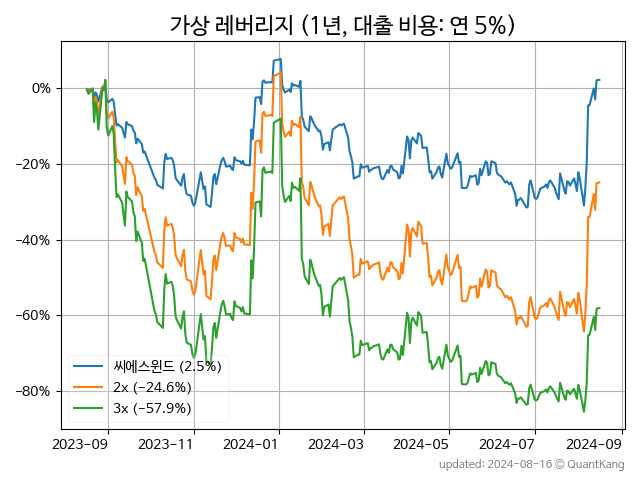 가상 레버리지 (1년, 대출 비용: 연 5%)
0%
−20%
−40%
−60%
−80%
씨에스윈드 (2.5%)
2x (−24.6%)
3x (−57.9%)
2023-09 2023-11 2024-01 2024-03 2024-05 2024-07 2024-09
updated: 2024-08-16 © QuantKang